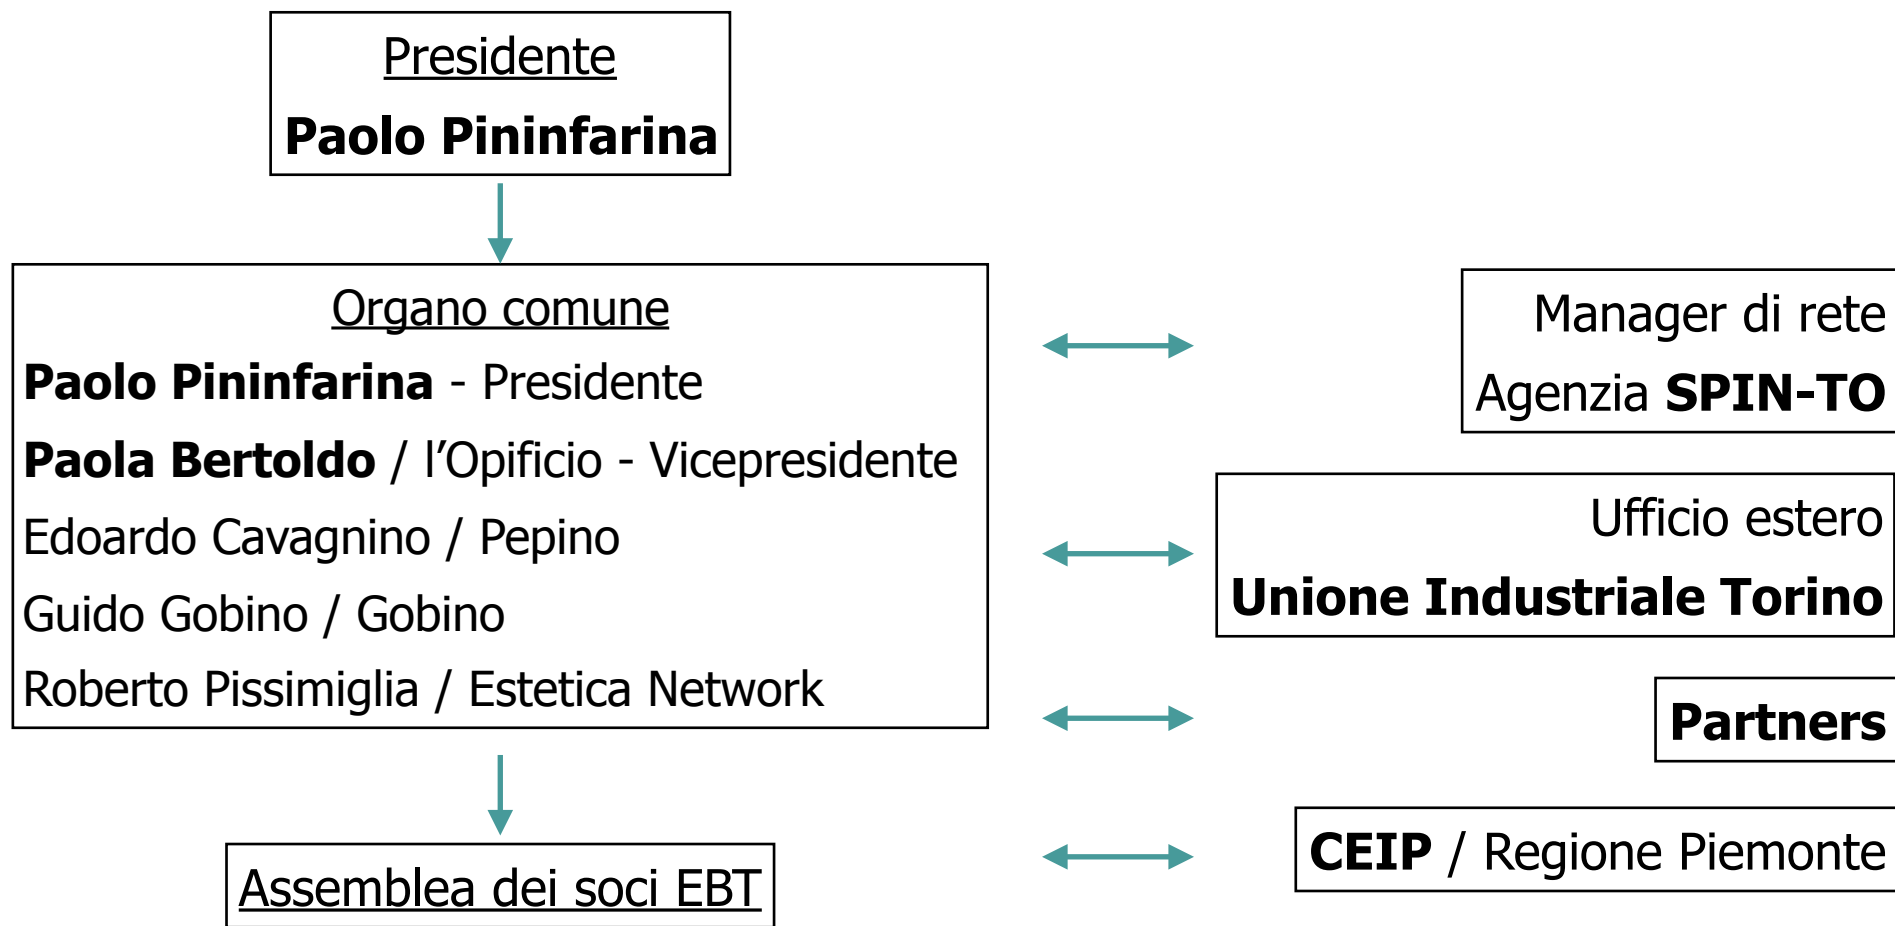 Presidente
Paolo Pininfarina
Organo comune
Paolo Pininfarina - Presidente
Paola Bertoldo / l’Opificio - Vicepresidente
Edoardo Cavagnino / Pepino
Guido Gobino / Gobino
Roberto Pissimiglia / Estetica Network
Assemblea dei soci EBT
Manager di rete
Agenzia SPIN-TO
Ufficio estero
Unione Industriale Torino
Partners
CEIP / Regione Piemonte